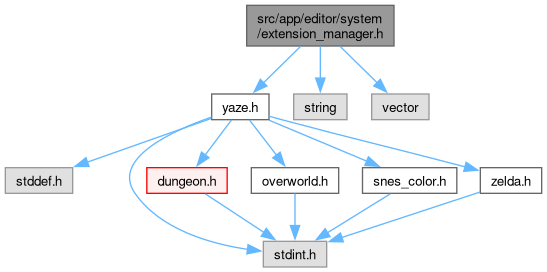 src/app/editor/system
/extension_manager.h
yaze.h
string
vector
stddef.h
dungeon.h
overworld.h
snes_color.h
zelda.h
stdint.h